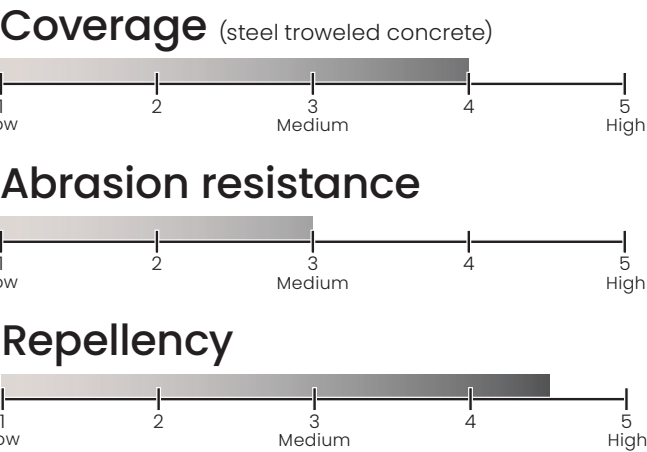 Coverage (steel troweled concrete)
1 2 3 4 5
ow Medium High
Abrasion resistance
1 2 3 4 5
ow Medium High
Repellency
1 2 3 4 5
ow Medium High